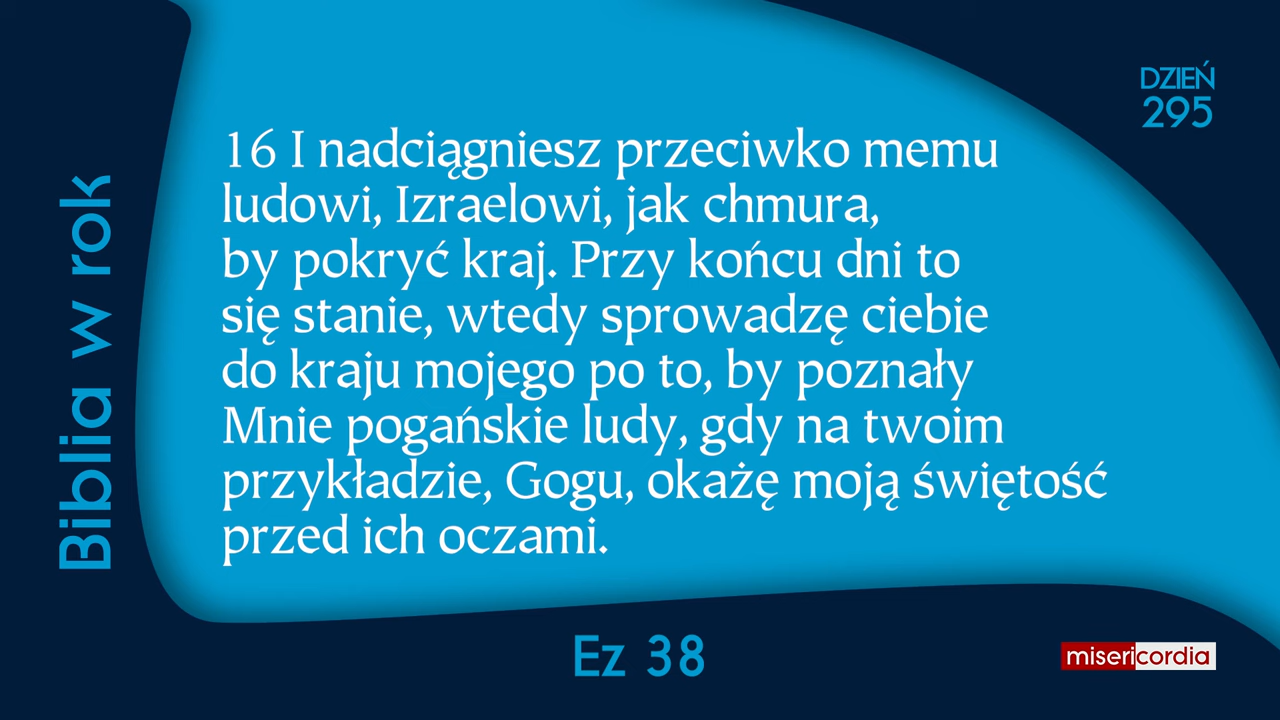 DZIEŃ
295
16 I nadciągniesz przeciwko memu
ludowi, Izraelowi, jak chmura,
by pokryć kraj. Przy końcu dni to
się stanie, wtedy sprowadzę ciebie
do kraju mojego po to, by poznały
Mnie pogańskie ludy, gdy na twoim
przykładzie, Gogu, okażę moją świętość
przed ich oczami.
Biblia w rok
Ez 38
misericordia